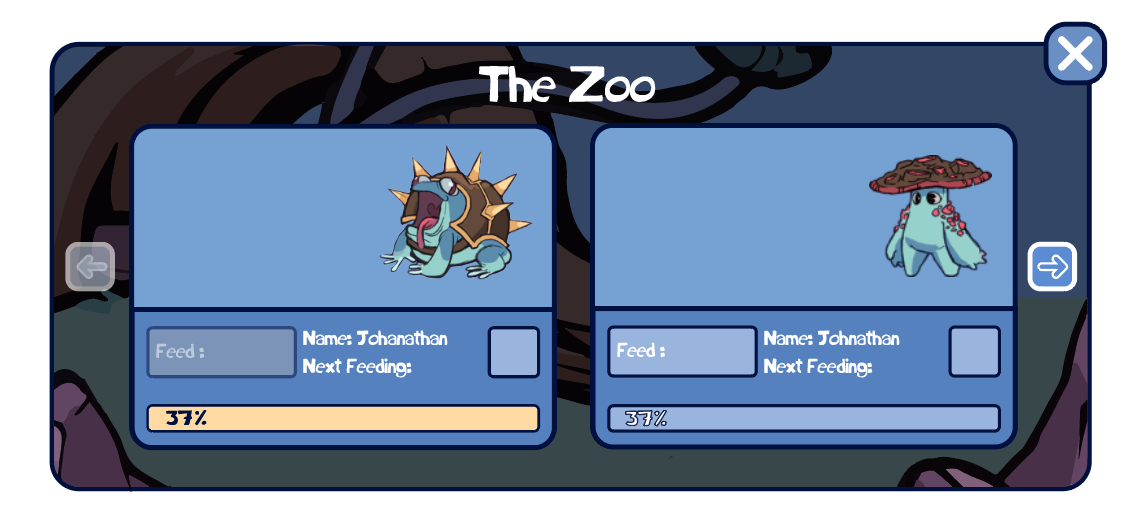 The Zoo
Feed :
Name: Johanathan
Next Feeding:
37%
Feed :
Name: Johnathan
Next Feeding:
37%